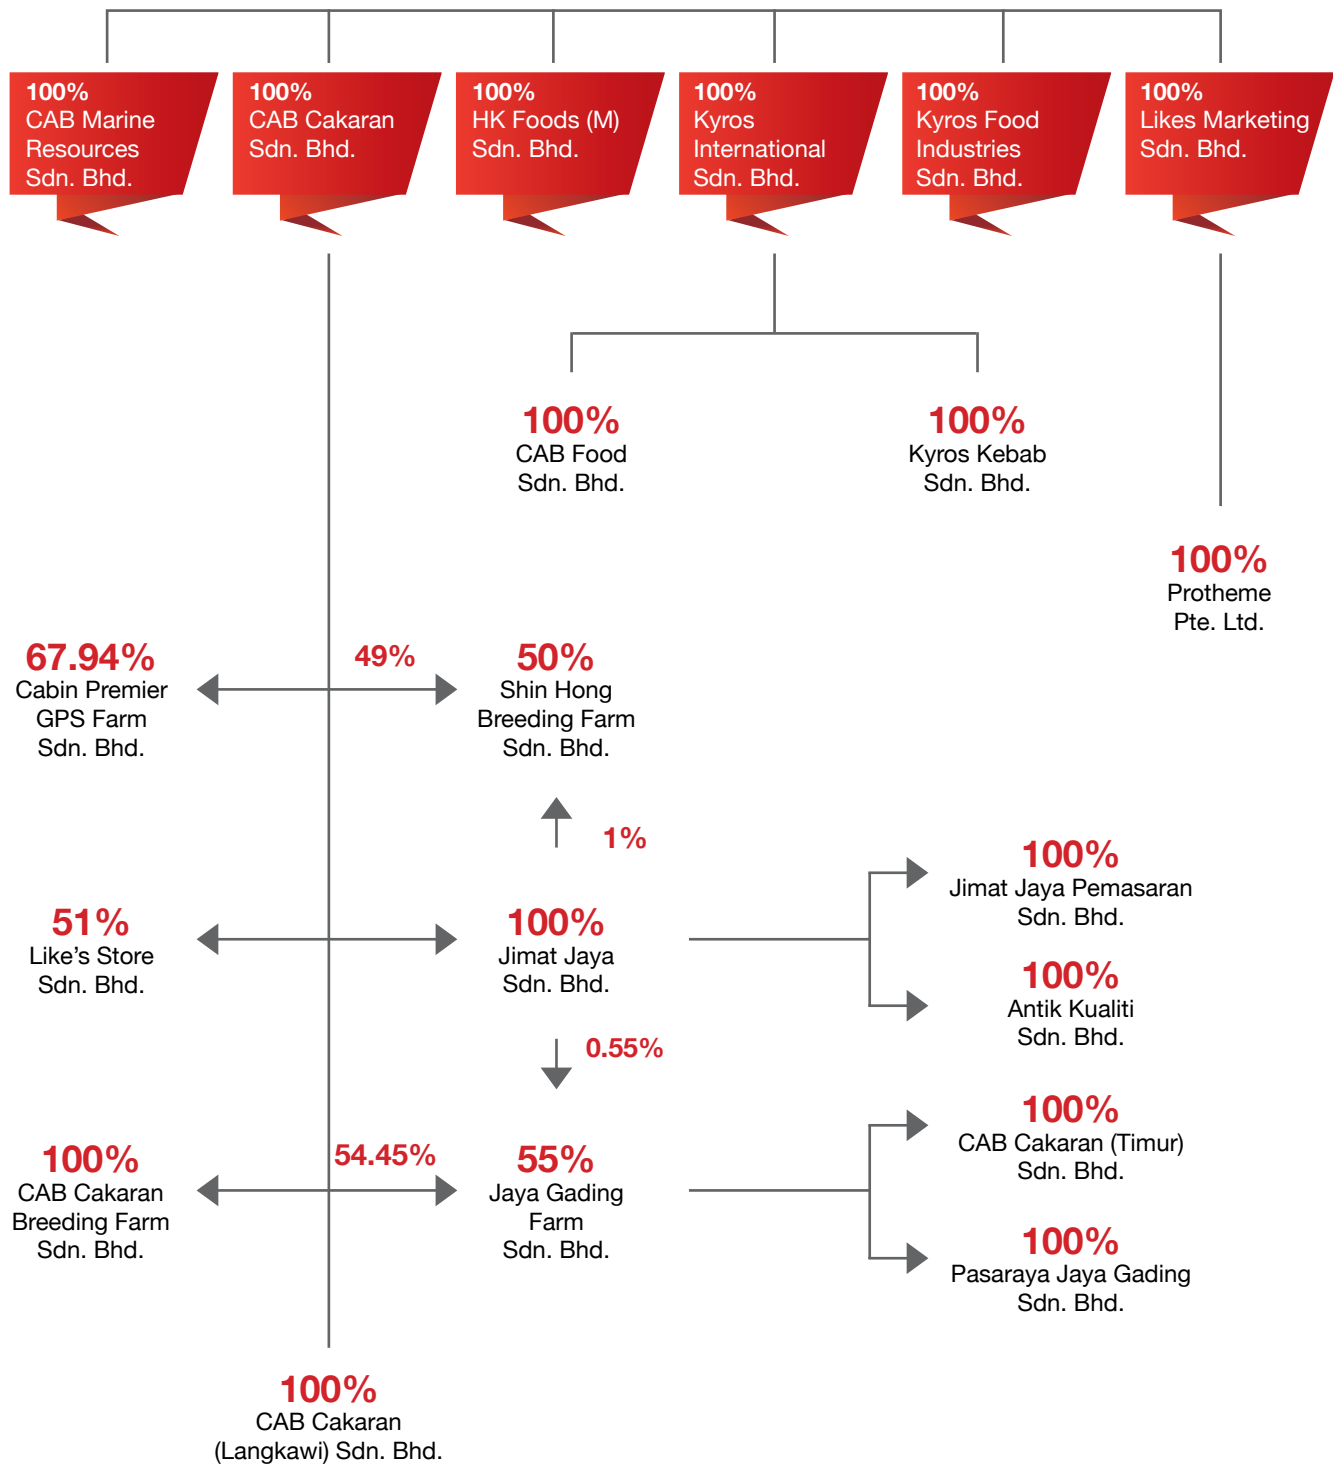 100%
CAB Marine
Resources
Sdn. Bhd.
100%
CAB Cakaran
Sdn. Bhd.
100%
HK Foods (M)
Sdn. Bhd.
100%
Kyros
International
Sdn. Bhd.
100%
Kyros Food
Industries
Sdn. Bhd.
100%
Likes Marketing
Sdn. Bhd.
100%
CAB Food
Sdn. Bhd.
100%
Kyros Kebab
Sdn. Bhd.
100%
Protheme
Pte. Ltd.
67.94%
Cabin Premier
GPS Farm
Sdn. Bhd.
49%
50%
Shin Hong
Breeding Farm
Sdn. Bhd.
1%
51%
Like's Store
Sdn. Bhd.
100%
Jimat Jaya
Sdn. Bhd.
100%
Jimat Jaya Pemasaran
Sdn. Bhd.
100%
Antik Kualiti
Sdn. Bhd.
0.55%
100%
CAB Cakaran
Breeding Farm
Sdn. Bhd.
54.45%
55%
Jaya Gading
Farm
Sdn. Bhd.
100%
CAB Cakaran (Timur)
Sdn. Bhd.
100%
Pasaraya Jaya Gading
Sdn. Bhd.
100%
CAB Cakaran
(Langkawi) Sdn. Bhd.